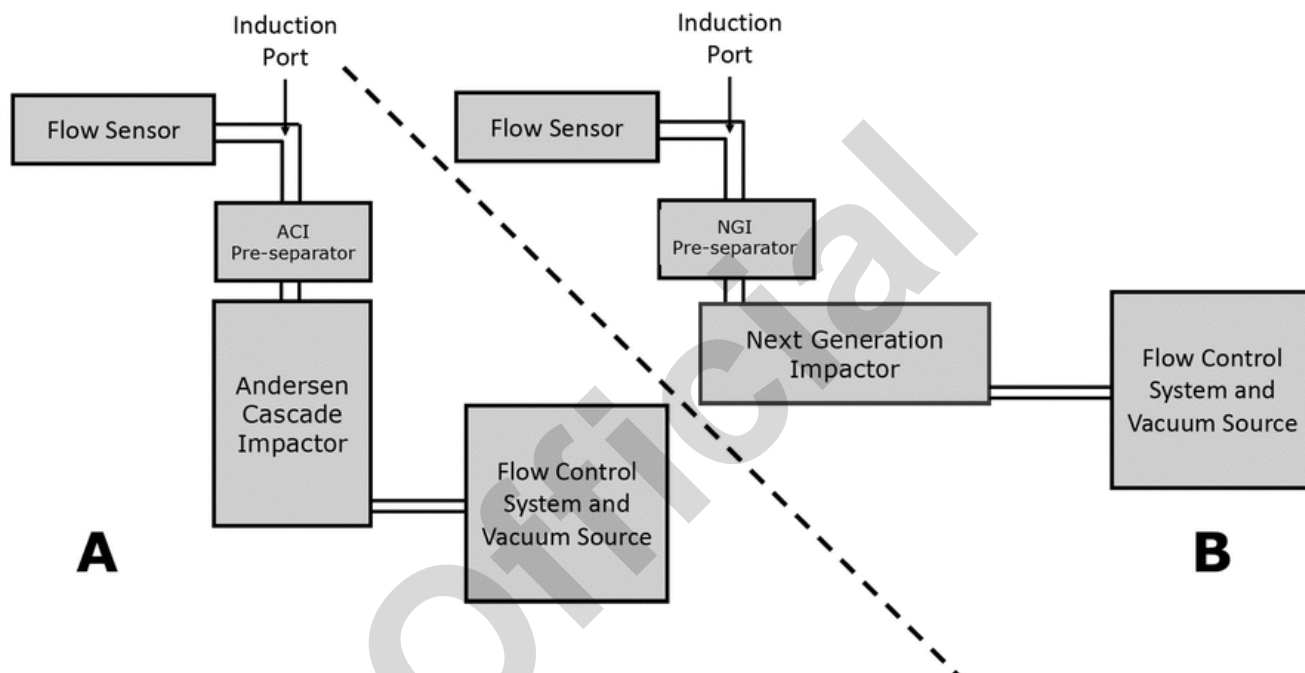 Induction
Port
Flow Sensor
ACI
Pre-separator
Andersen
Cascade
Impactor
Flow Control
System and
Vacuum Source
A
Induction
Port
Flow Sensor
NGI
Pre-separator
Next Generation
Impactor
Flow Control
System and
Vacuum Source
B
Official